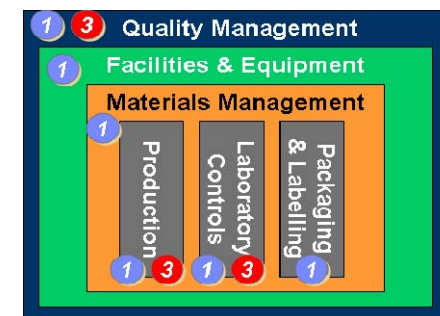 1 3 Quality Management
1 Facilities & Equipment
Materials Management
1
Production
1 3
Laboratory
Controls
1 3
Packaging
& Labelling
1